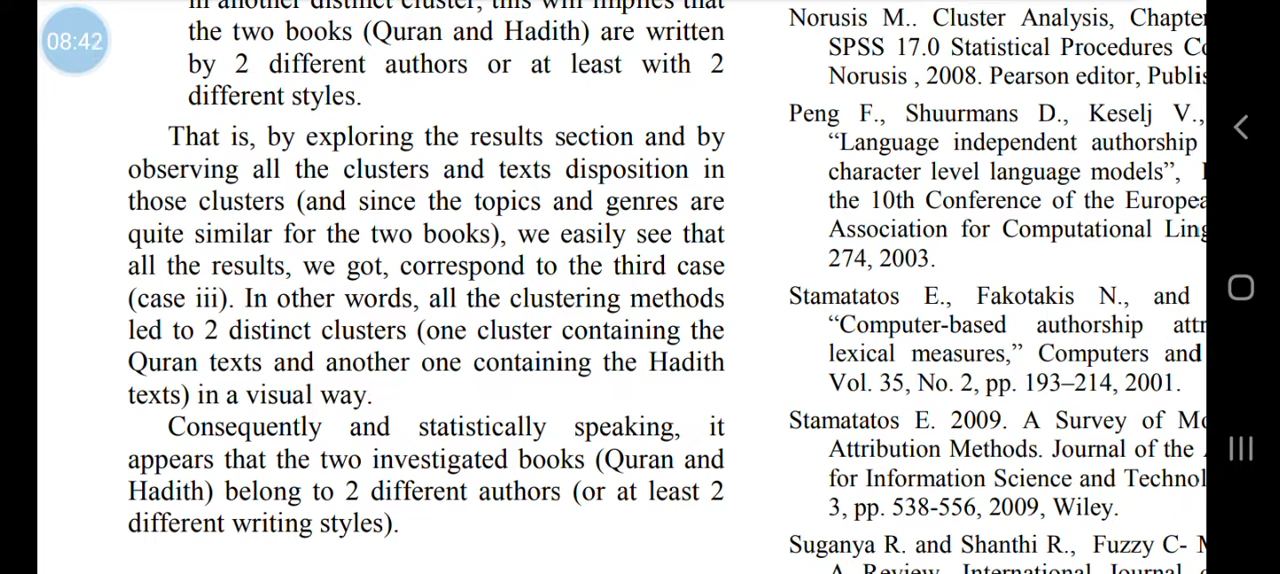 08:42
the two books (Quran and Hadith) are written
by 2 different authors or at least with 2
different styles.
That is, by exploring the results section and by
observing all the clusters and texts disposition in
those clusters (and since the topics and genres are
quite similar for the two books), we easily see that
all the results, we got, correspond to the third case
(case iii). In other words, all the clustering methods
led to 2 distinct clusters (one cluster containing the
Quran texts and another one containing the Hadith
texts) in a visual way.
Consequently and statistically speaking, it
appears that the two investigated books (Quran and
Hadith) belong to 2 different authors (or at least 2
different writing styles).
Norusis M.. Cluster Analysis, Chapter
SPSS 17.0 Statistical Procedures
Norusis , 2008. Pearson editor,
Peng F., Shuurmans D., Keselj V.,
“Language independent authorship
character level language models”,
the 10th Conference of the
Association for Computational
274, 2003.
Stamatatos E., Fakotakis N., and
“Computer-based authorship
lexical measures,” Computers and
Vol. 35, No. 2, pp. 193–214, 2001.
Stamatatos E. 2009. A Survey of
Attribution Methods. Journal of the
for Information Science and
3, pp. 538-556, 2009, Wiley.
Suganya R. and Shanthi R., Fuzzy C-